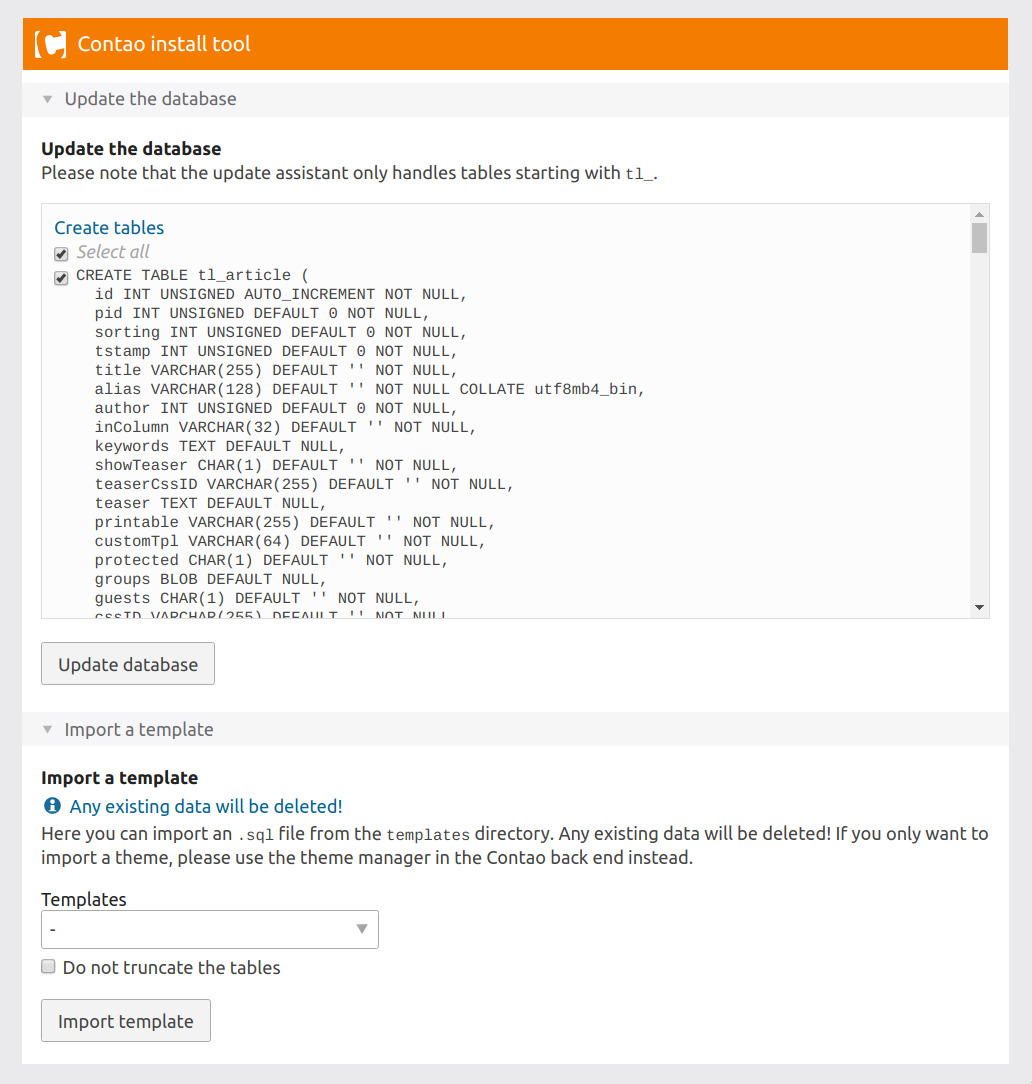 Contao install tool
Update the database
Update the database
Please note that the update assistant only handles tables starting with tl_.
Create tables
Select all
CREATE TABLE tl_article (
id INT UNSIGNED AUTO_INCREMENT NOT NULL,
pid INT UNSIGNED DEFAULT 0 NOT NULL,
sorting INT UNSIGNED DEFAULT 0 NOT NULL,
tstamp INT UNSIGNED DEFAULT 0 NOT NULL,
title VARCHAR(255) DEFAULT '' NOT NULL,
alias VARCHAR(128) DEFAULT '' NOT NULL COLLATE utf8mb4_bin,
author INT UNSIGNED DEFAULT 0 NOT NULL,
inColumn VARCHAR(32) DEFAULT '' NOT NULL,
keywords TEXT DEFAULT NULL,
showTeaser CHAR(1) DEFAULT '' NOT NULL,
teaserCssID VARCHAR(255) DEFAULT '' NOT NULL,
teaser TEXT DEFAULT NULL,
printable VARCHAR(255) DEFAULT '' NOT NULL,
customTpl VARCHAR(64) DEFAULT '' NOT NULL,
protected CHAR(1) DEFAULT '' NOT NULL,
groups BLOB DEFAULT NULL,
guests CHAR(1) DEFAULT '' NOT NULL,
cssID VARCHAR(255) DEFAULT '' NOT NULL
Update database
Import a template
Import a template
Any existing data will be deleted!
Here you can import an .sql file from the templates directory. Any existing data will be deleted! If you only want to
import a theme, please use the theme manager in the Contao back end instead.
Templates
-
Do not truncate the tables
Import template